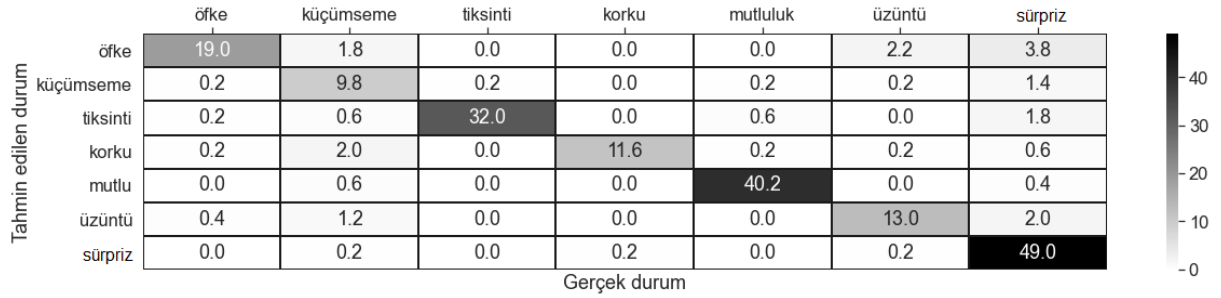 öfke küçümseme tiksinti korku mutluluk üzüntü sürpriz
öfke 19.0 1.8 0.0 0.0 0.0 2.2 3.8
küçümseme 0.2 9.8 0.2 0.0 0.2 0.2 1.4
tiksinti 0.2 0.6 32.0 0.0 0.6 0.0 1.8
korku 0.2 2.0 0.0 11.6 0.2 0.2 0.6
mutlu 0.0 0.6 0.0 0.0 40.2 0.0 0.4
üzüntü 0.4 1.2 0.0 0.0 0.0 13.0 2.0
sürpriz 0.0 0.2 0.0 0.2 0.0 0.2 49.0
Tahmin edilen durum
Gerçek durum
40
30
20
10
0